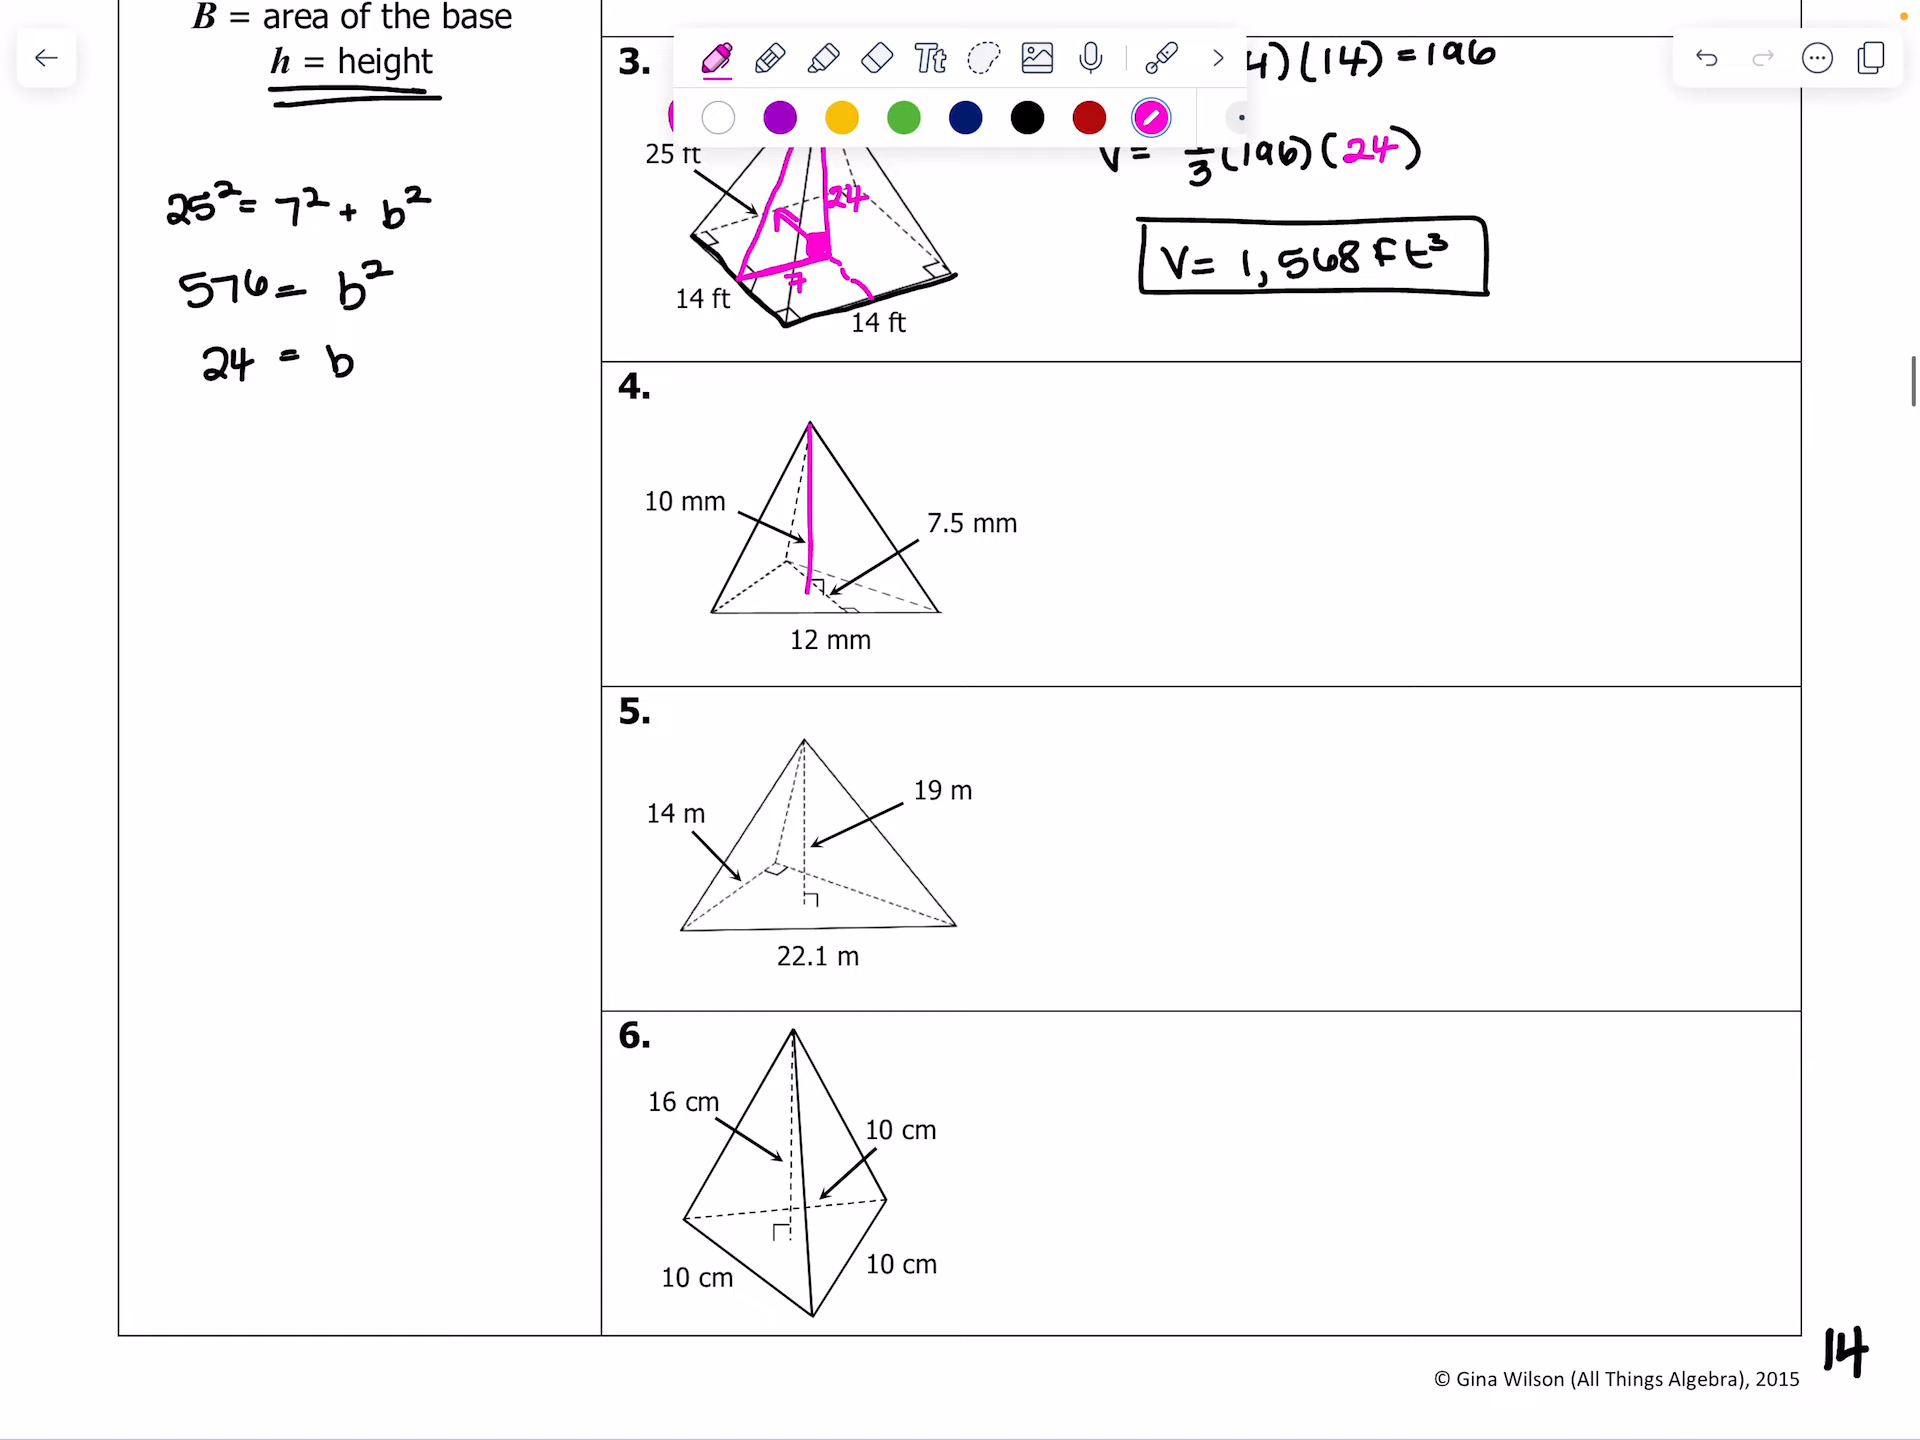 B = area of the base
h = height
25² = 7² + b²
576 = b²
24 = b
3.
Tt
4)(14) = 196
25 ft
24
7
14 ft
14 ft
V = 1/3 (196)(24)
V = 1,568 Ft³
4.
10 mm
7.5 mm
12 mm
5.
14 m
19 m
22.1 m
6.
16 cm
10 cm
10 cm
10 cm
14
© Gina Wilson (All Things Algebra), 2015